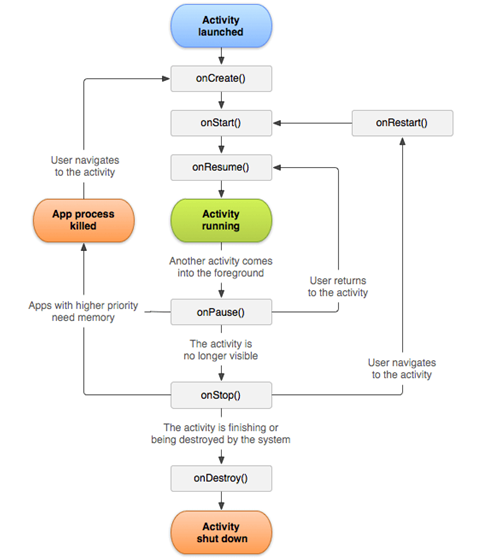 Activity
launched
onCreate()
onStart()
onRestart()
User navigates
to the activity
onResume()
App process
killed
Activity
running
Another activity comes
into the foreground
User returns
to the activity
Apps with higher priority
need memory
onPause()
The activity is
no longer visible
User navigates
to the activity
onStop()
The activity is finishing or
being destroyed by the system
onDestroy()
Activity
shut down